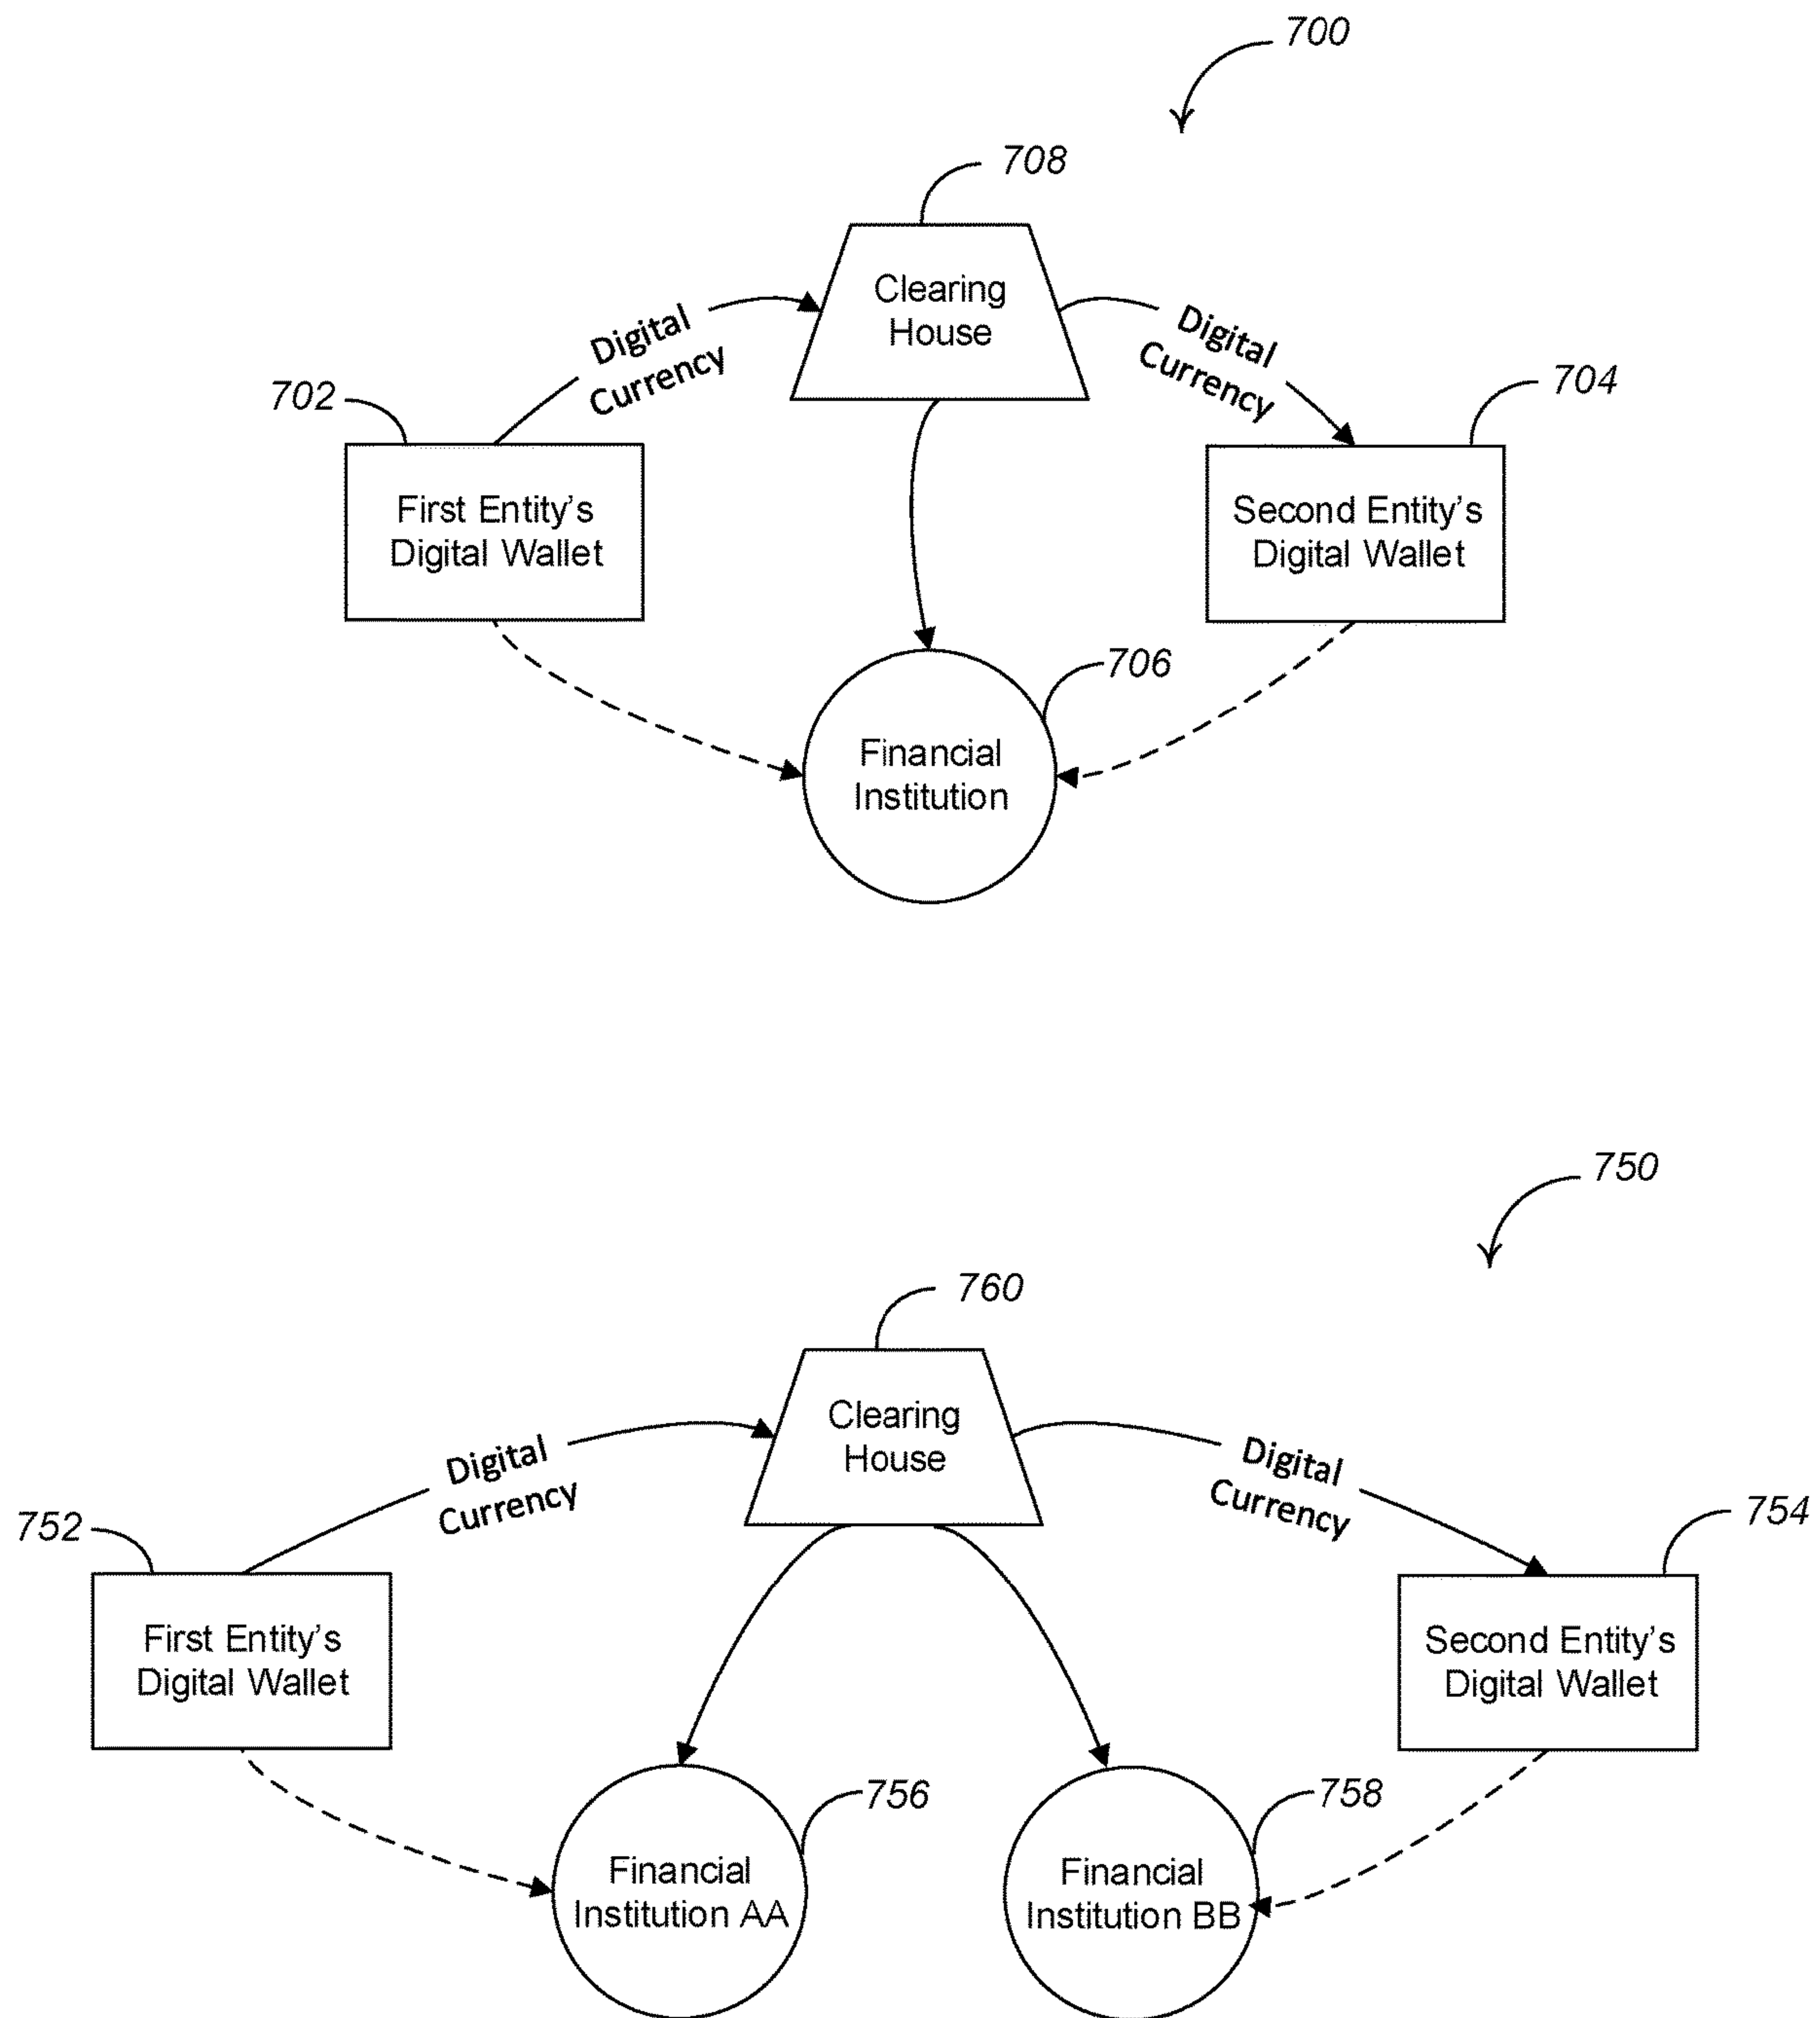 700
708
Clearing
House
Digital
Currency
Digital
Currency
702
704
First Entity's
Digital Wallet
Second Entity's
Digital Wallet
706
Financial
Institution
750
760
Clearing
House
Digital
Currency
Digital
Currency
752
754
First Entity's
Digital Wallet
Second Entity's
Digital Wallet
756
758
Financial
Institution AA
Financial
Institution BB